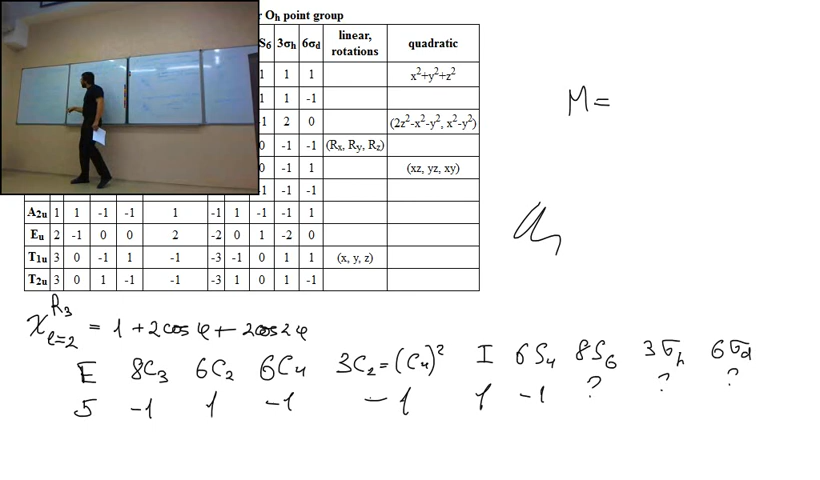 r Oh point group
S6 3σh 6σd linear, rotations quadratic
1 1 1 x²+y²+z²
1 1 -1
-1 2 0 (2z²-x²-y², x²-y²)
0 -1 -1 (Rx, Ry, Rz)
0 -1 1 (xz, yz, xy)
-1 -1 -1
A2u 1 1 -1 -1 1 -1 1 -1 -1 1
Eu 2 -1 0 0 2 -2 0 1 -2 0
T1u 3 0 -1 1 -1 -3 -1 0 1 1 (x, y, z)
T2u 3 0 1 -1 -1 -3 1 0 1 -1
M=
χ R3 l=2 = 1 + 2cosφ + 2cos2φ
E 8C3 6C2 6C4 3C2=(C4)² I 6S4 8S6 3σh 6σd
5 -1 1 -1 -1 1 -1 ? ? ?